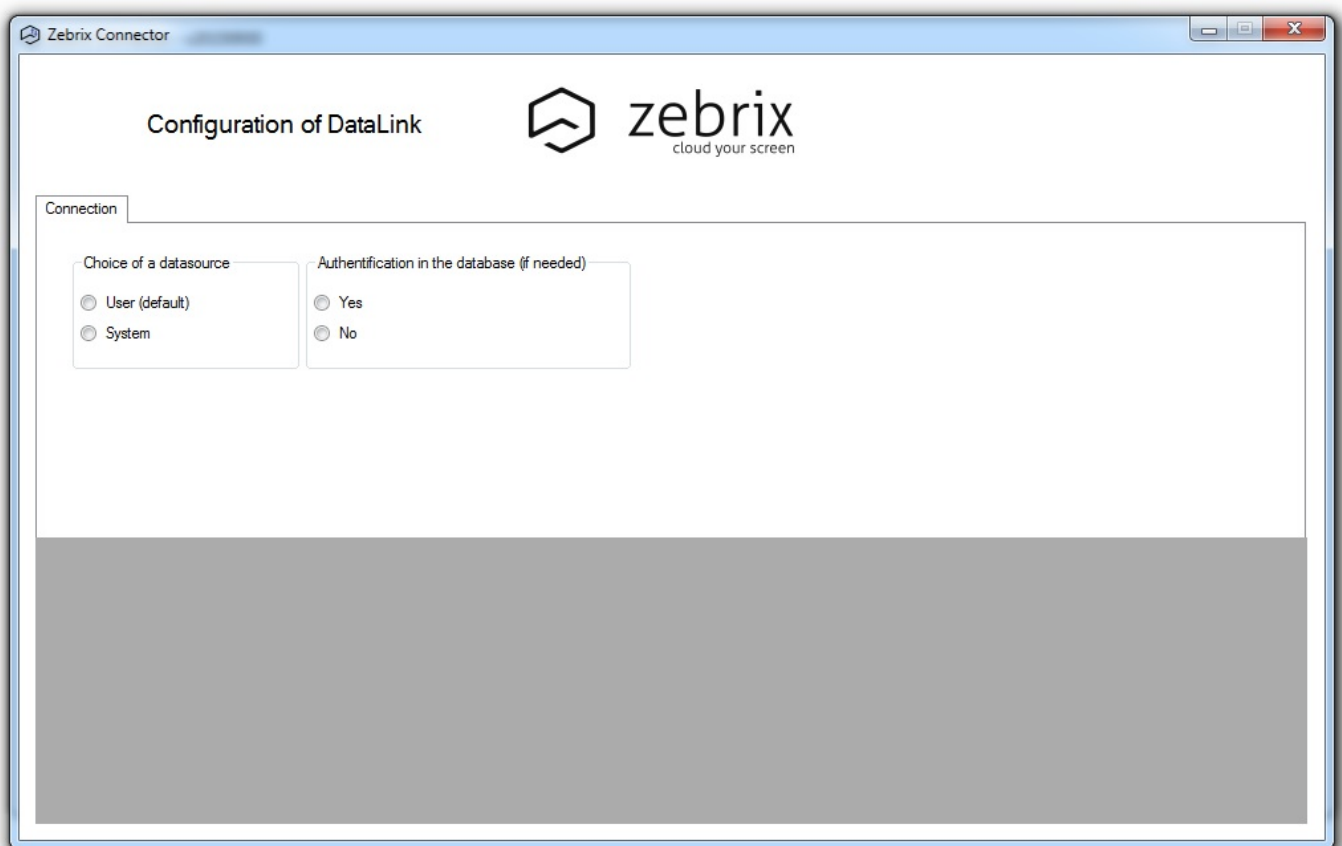 Zebrix Connector
Configuration of DataLink
zebrix
cloud your screen
Connection
Choice of a datasource
User (default)
System
Authentification in the database (if needed)
Yes
No